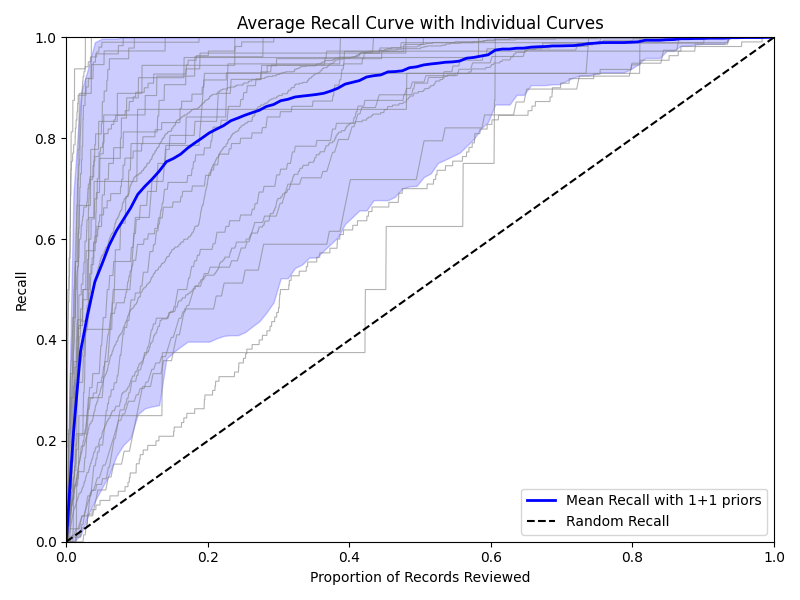 Average Recall Curve with Individual Curves
1.0
0.8
0.6
0.4
0.2
0.0
Recall
0.0 0.2 0.4 0.6 0.8 1.0
Proportion of Records Reviewed
Mean Recall with 1+1 priors
Random Recall